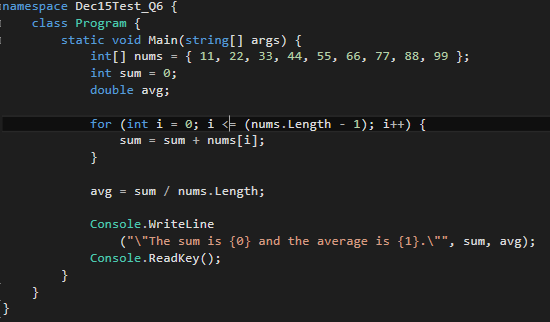 namespace Dec15Test_Q6 {
    class Program {
        static void Main(string[] args) {
            int[] nums = { 11, 22, 33, 44, 55, 66, 77, 88, 99 };
            int sum = 0;
            double avg;

            for (int i = 0; i <= (nums.Length - 1); i++) {
                sum = sum + nums[i];
            }

            avg = sum / nums.Length;

            Console.WriteLine
                ("\"The sum is {0} and the average is {1}.\"", sum, avg);
            Console.ReadKey();
        }
    }
}